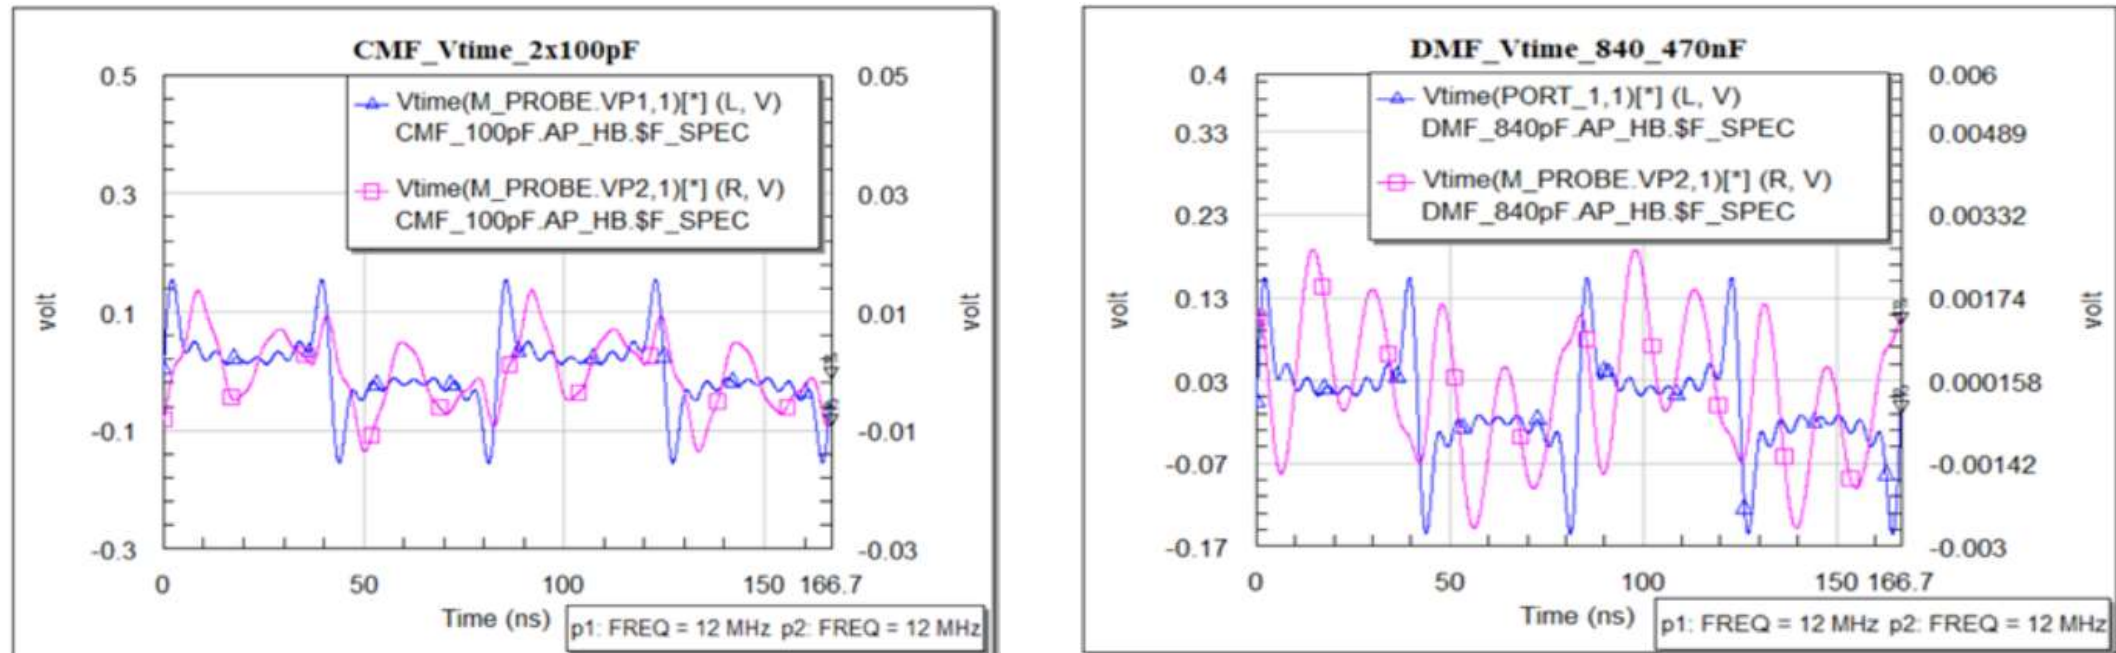 CMF_Vtime_2x100pF
0.5
0.3
0.1
-0.1
-0.3
volt
0.05
0.03
0.01
-0.01
-0.03
volt
Vtime(M_PROBE.VP1,1)[*] (L, V)
CMF_100pF.AP_HB.$F_SPEC
Vtime(M_PROBE.VP2,1)[*] (R, V)
CMF_100pF.AP_HB.$F_SPEC
0 50 100 150 166.7
Time (ns)
p1: FREQ = 12 MHz p2: FREQ = 12 MHz
DMF_Vtime_840_470nF
0.4
0.33
0.23
0.13
0.03
-0.07
-0.17
volt
0.006
0.00489
0.00332
0.00174
0.000158
-0.00142
-0.003
volt
Vtime(PORT_1,1)[*] (L, V)
DMF_840pF.AP_HB.$F_SPEC
Vtime(M_PROBE.VP2,1)[*] (R, V)
DMF_840pF.AP_HB.$F_SPEC
0 50 100 150 166.7
Time (ns)
p1: FREQ = 12 MHz p2: FREQ = 12 MHz